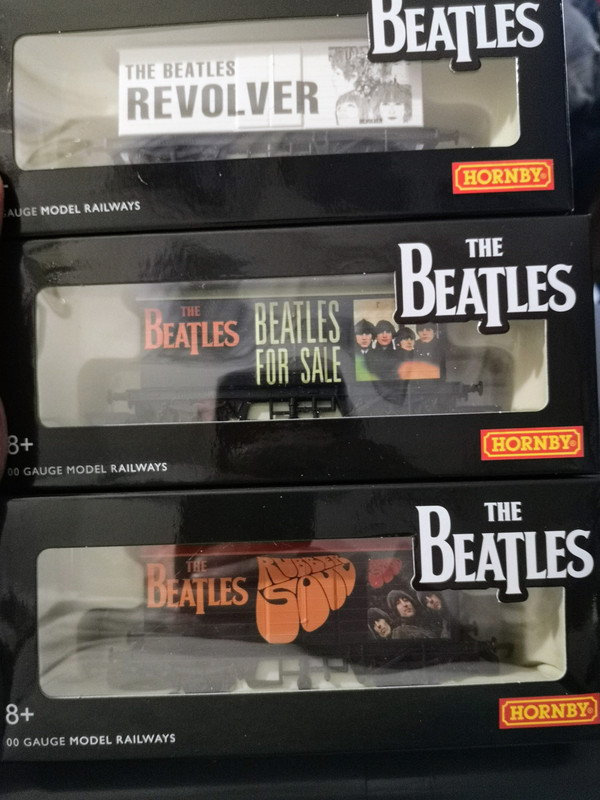 BEATLES
THE BEATLES
REVOLVER
HORNBY®
AUGE MODEL RAILWAYS
THE
BEATLES
THE
BEATLES
BEATLES
FOR SALE
HORNBY®
8+
00 GAUGE MODEL RAILWAYS
THE
BEATLES
THE
BEATLES
RUBBER
SOUL
HORNBY®
8+
00 GAUGE MODEL RAILWAYS